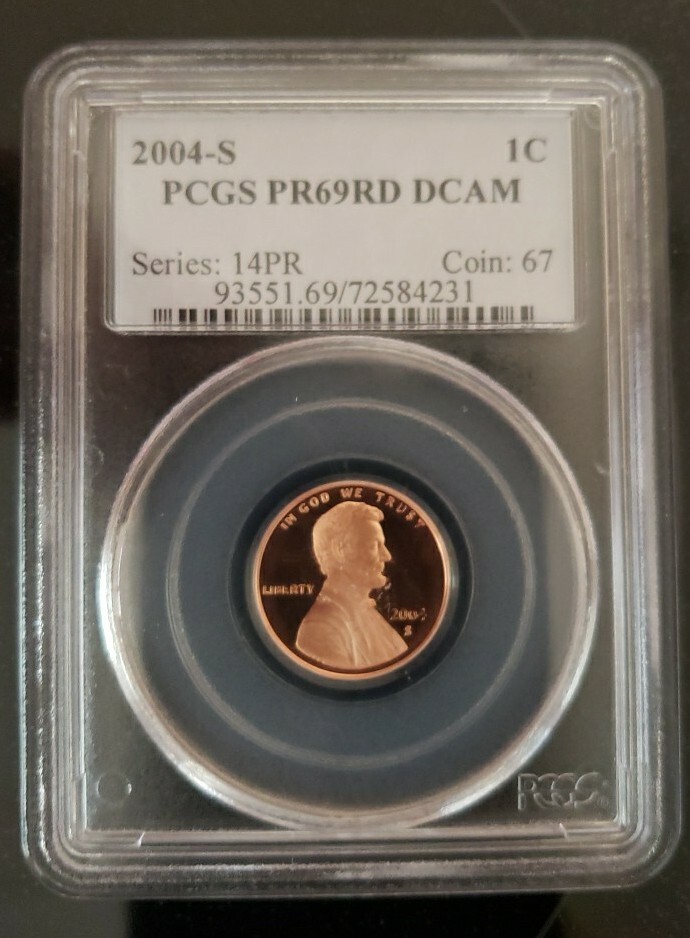 2004-S 1C
PCGS PR69RD DCAM
Series: 14PR Coin: 67
93551.69/72584231
IN GOD WE TRUST
LIBERTY
2004
S
PCGS